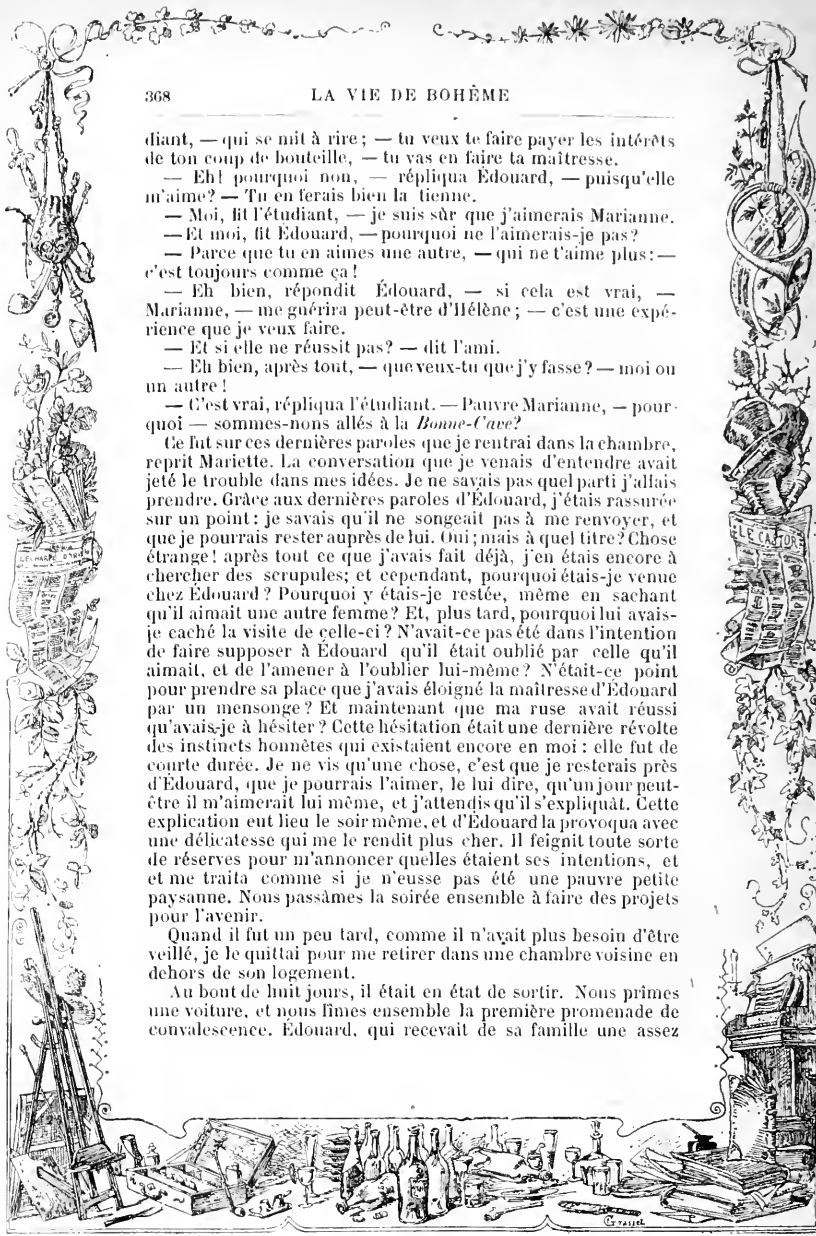 368
LA VIE DE BOHÊME
diant, — qui se mit à rire; — tu veux te faire payer les intérêts
de ton coup de bouteille, — tu vas en faire ta maîtresse.
— Eh! pourquoi non, — répliqua Édouard, — puisqu'elle
m'aime? — Tu en ferais bien la tienne.
— Moi, fit l'étudiant, — je suis sûr que j'aimerais Marianne.
— Et moi, fit Édouard, — pourquoi ne l'aimerais-je pas?
— Parce que tu en aimes une autre, — qui ne t'aime plus: —
c'est toujours comme ça!
— Eh bien, répondit Édouard, — si cela est vrai, —
Marianne, — me guérira peut-être d'Hélène; — c'est une expé-
rience que je veux faire.
— Et si elle ne réussit pas? — dit l'ami.
— Eh bien, après tout, — que veux-tu que j'y fasse? — moi ou
un autre!
— C'est vrai, répliqua l'étudiant. — Pauvre Marianne, — pour-
quoi — sommes-nous allés à la Bonne-Cave?
Ce fut sur ces dernières paroles que je rentrai dans la chambre,
reprit Mariette. La conversation que je venais d'entendre avait
jeté le trouble dans mes idées. Je ne savais pas quel parti j'allais
prendre. Grâce aux dernières paroles d'Édouard, j'étais rassurée
sur un point: je savais qu'il ne songeait pas à me renvoyer, et
que je pourrais rester auprès de lui. Oui; mais à quel titre? Chose
étrange! après tout ce que j'avais fait déjà, j'en étais encore à
chercher des scrupules; et cependant, pourquoi étais-je venue
chez Édouard? Pourquoi y étais-je restée, même en sachant
qu'il aimait une autre femme? Et, plus tard, pourquoi lui avais-
je caché la visite de celle-ci? N'avait-ce pas été dans l'intention
de faire supposer à Édouard qu'il était oublié par celle qu'il
aimait, et de l'amener à l'oublier lui-même? N'était-ce point
pour prendre sa place que j'avais éloigné la maîtresse d'Édouard
par un mensonge? Et maintenant que ma ruse avait réussi
qu'avais-je à hésiter? Cette hésitation était une dernière révolte
des instincts honnêtes qui existaient encore en moi: elle fut de
courte durée. Je ne vis qu'une chose, c'est que je resterais près
d'Édouard, que je pourrais l'aimer, le lui dire, qu'un jour peut-
être il m'aimerait lui même, et j'attendis qu'il s'expliquât. Cette
explication eut lieu le soir même, et d'Édouard la provoqua avec
une délicatesse qui me le rendit plus cher. Il feignit toute sorte
de réserves pour m'annoncer quelles étaient ses intentions, et
et me traita comme si je n'eusse pas été une pauvre petite
paysanne. Nous passâmes la soirée ensemble à faire des projets
pour l'avenir.
Quand il fut un peu tard, comme il n'avait plus besoin d'être
veillé, je le quittai pour me retirer dans une chambre voisine en
dehors de son logement.
Au bout de huit jours, il était en état de sortir. Nous prîmes
une voiture, et nous fîmes ensemble la première promenade de
convalescence. Édouard, qui recevait de sa famille une assez
LE CASTOR
L'ÉCHARPE
Grasset